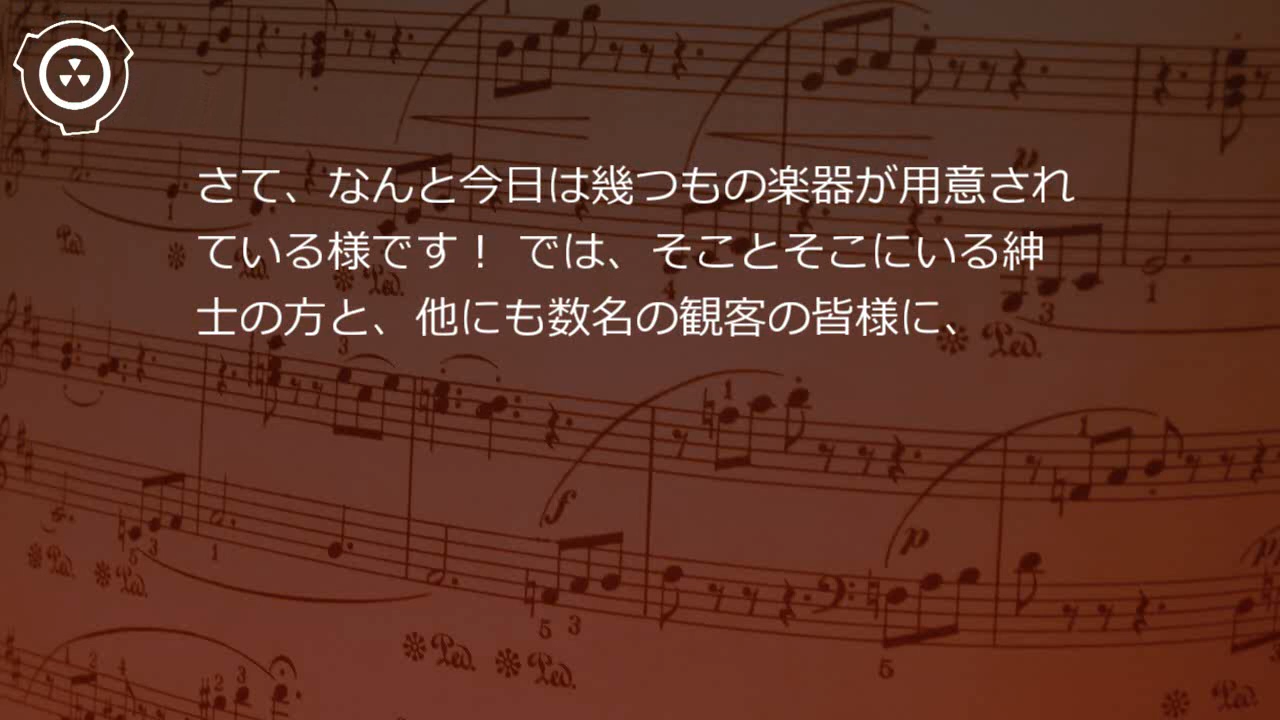 さて、なんと今日は幾つもの楽器が用意され
ている様です！ では、そことそこにいる紳
士の方と、他にも数名の観客の皆様に、